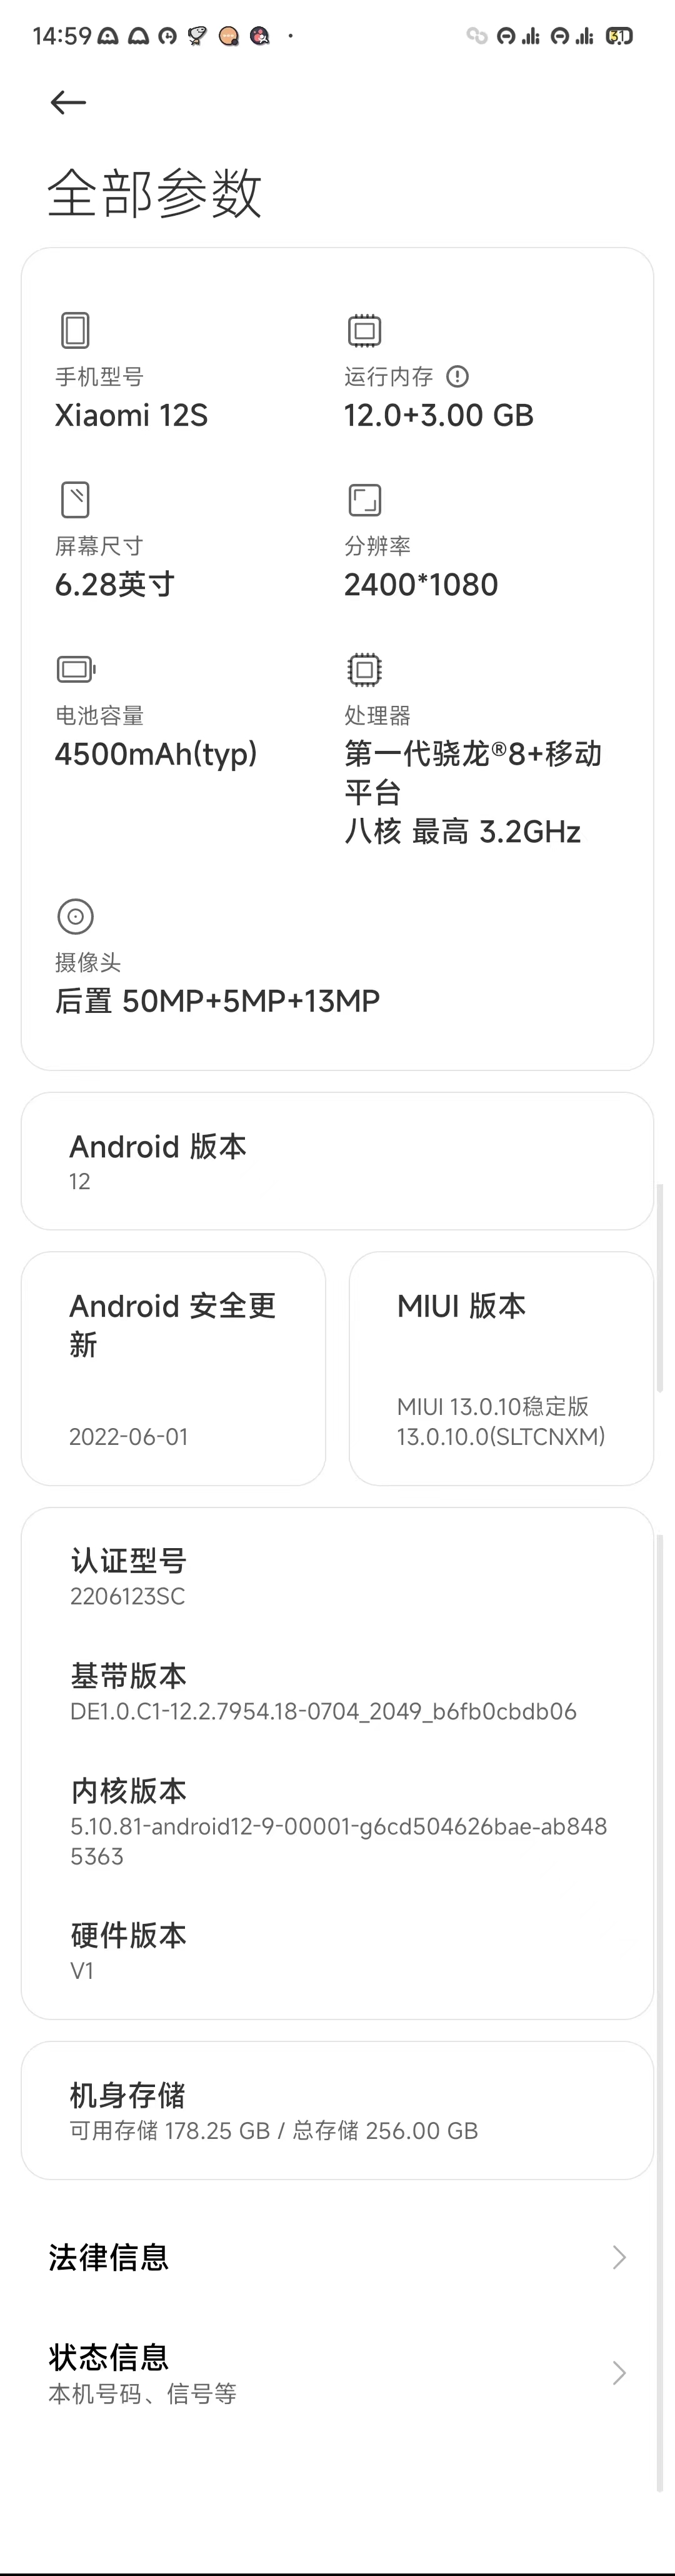 14:59
31
全部参数
手机型号
Xiaomi 12S
运行内存
12.0+3.00 GB
屏幕尺寸
6.28英寸
分辨率
2400*1080
电池容量
4500mAh(typ)
处理器
第一代骁龙®8+移动
平台
八核 最高 3.2GHz
摄像头
后置 50MP+5MP+13MP
Android 版本
12
Android 安全更
新
2022-06-01
MIUI 版本
MIUI 13.0.10稳定版
13.0.10.0(SLTCNXM)
认证型号
2206123SC
基带版本
DE1.0.C1-12.2.7954.18-0704_2049_b6fb0cbdb06
内核版本
5.10.81-android12-9-00001-g6cd504626bae-ab848
5363
硬件版本
V1
机身存储
可用存储 178.25 GB / 总存储 256.00 GB
法律信息
状态信息
本机号码、信号等